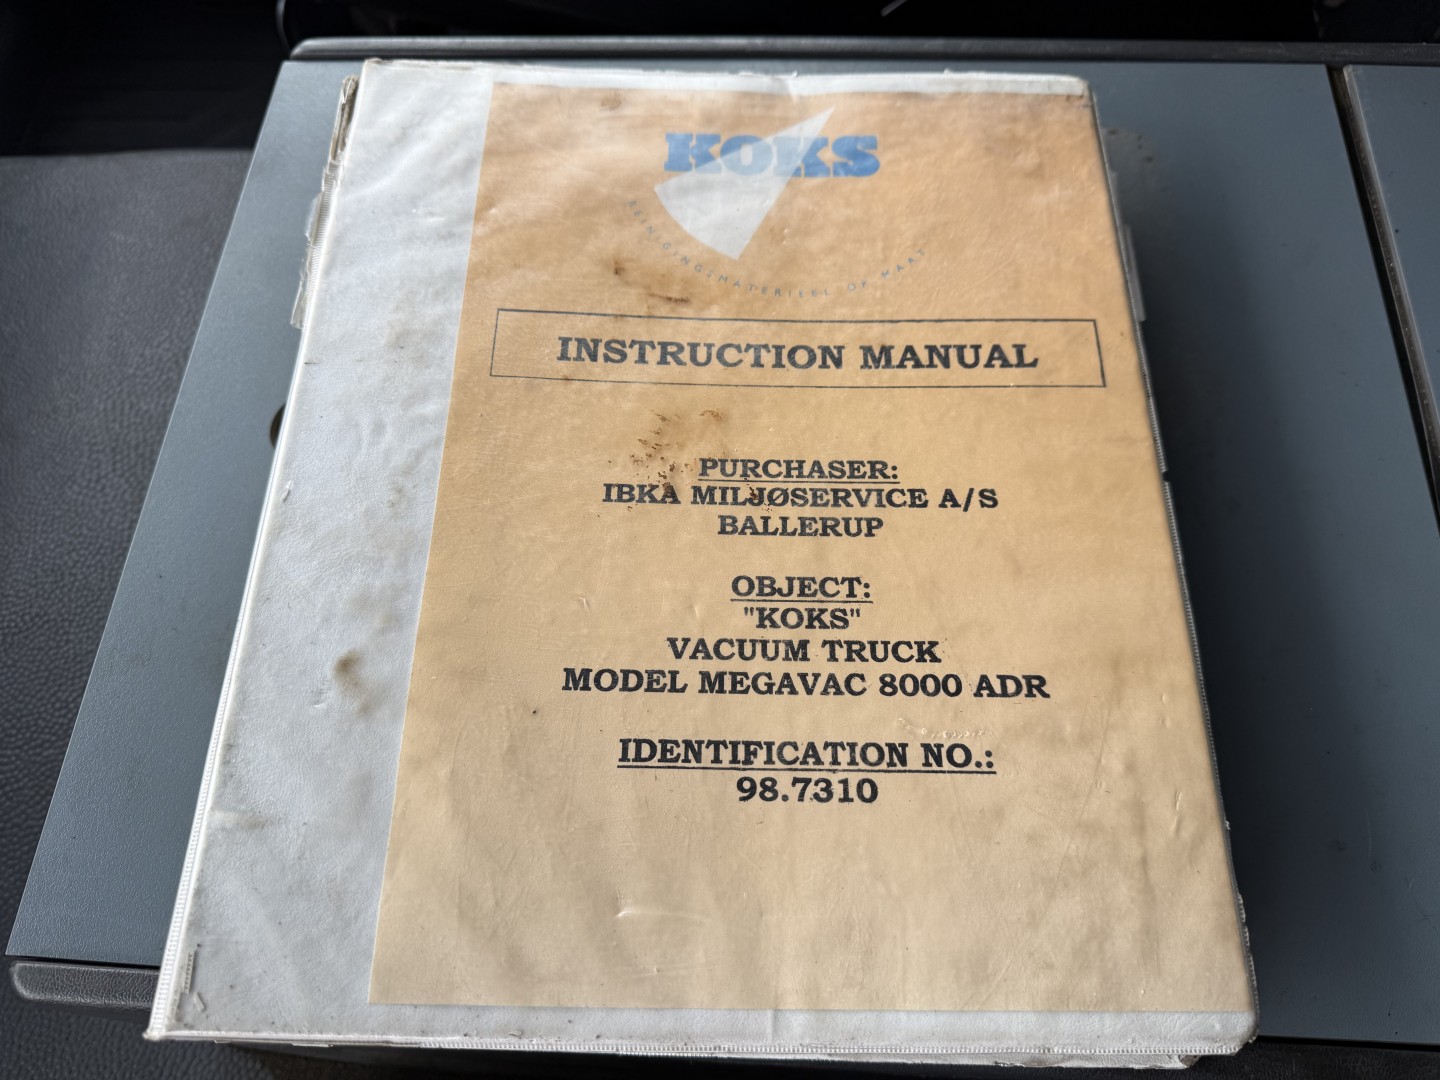 KOKS
REINIGINGSMATERIEEL OP MAAT
INSTRUCTION MANUAL
PURCHASER:
IBKA MILJØSERVICE A/S
BALLERUP
OBJECT:
"KOKS"
VACUUM TRUCK
MODEL MEGAVAC 8000 ADR
IDENTIFICATION NO.:
98.7310